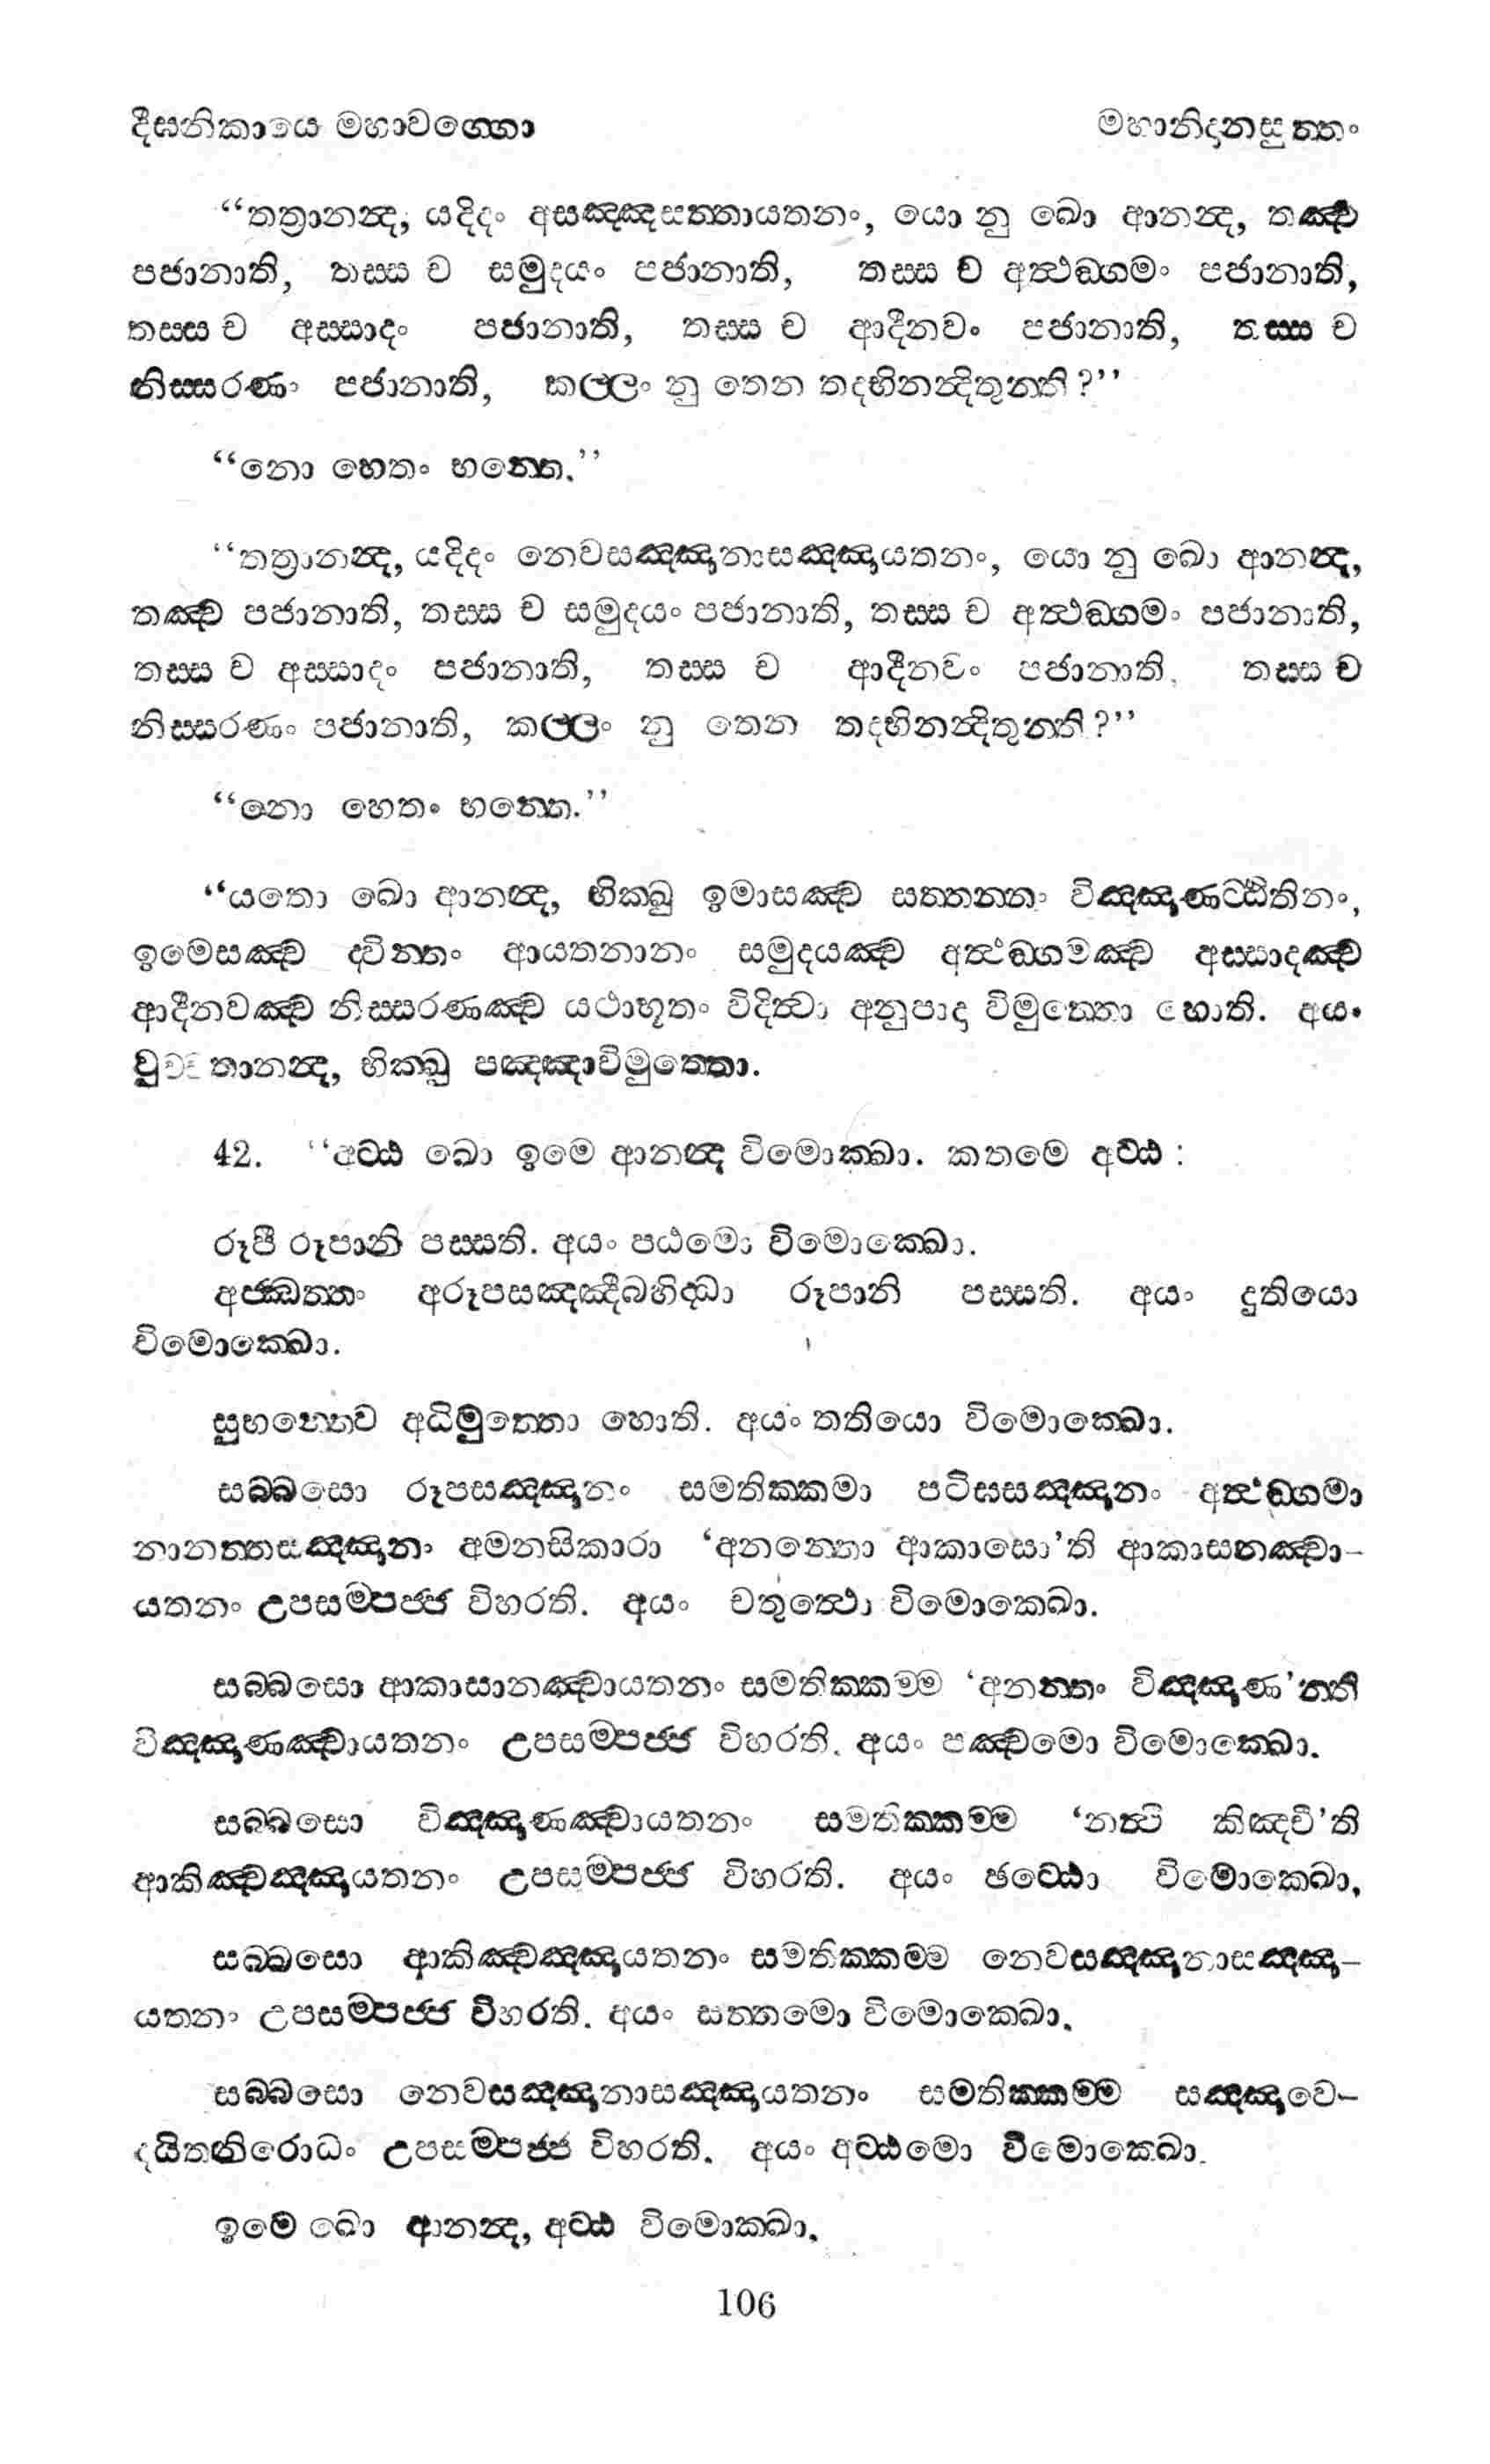 දීඝනිකායෙ මහාවග්ගො මහානිදානසුත්තං
“තත්‍රානන්‍ද, යදිදං අසඤ්ඤසත්තායතනං, යො නු ඛො ආනන්‍ද, තඤ්ච
පජානාති, තස්ස ච සමුදයං පජානාති, තස්ස ච අත්‍ථඞ්ගමං පජානාති,
තස්ස ච අස්සාදං පජානාති, තස්ස ච ආදීනවං පජානාති, තස්ස ච
නිස්සරණං පජානාති, කල්ලං නු තෙන තදභිනන්‍දිතුන්ති?”
“නො හෙතං භන්තෙ.”
“තත්‍රානන්‍ද, යදිදං නෙවසඤ්ඤානාසඤ්ඤායතනං, යො නු ඛො ආනන්‍ද,
තඤ්ච පජානාති, තස්ස ච සමුදයං පජානාති, තස්ස ච අත්‍ථඞ්ගමං පජානාති,
තස්ස ච අස්සාදං පජානාති, තස්ස ච ආදීනවං පජානාති, තස්ස ච
නිස්සරණං පජානාති, කල්ලං නු තෙන තදභිනන්‍දිතුන්ති?”
“නො හෙතං භන්තෙ.”
“යතො ඛො ආනන්‍ද, භික්ඛු ඉමාසඤ්ච සත්තන්නං විඤ්ඤාණට්ඨිතිනං,
ඉමෙසඤ්ච ද්වින්නං ආයතනානං සමුදයඤ්ච අත්‍ථඞ්ගමඤ්ච අස්සාදඤ්ච
ආදීනවඤ්ච නිස්සරණඤ්ච යථාභූතං විදිත්‍වා අනුපාදා විමුත්තො හොති. අයං
වුච්චතානන්‍ද, භික්ඛු පඤ්ඤාවිමුත්තො.
42. “අට්ඨ ඛො ඉමෙ ආනන්‍ද විමොක්ඛා. කතමෙ අට්ඨ:
රූපී රූපානි පස්සති. අයං පඨමො විමොක්ඛො.
අජ්ඣත්තං අරූපසඤ්ඤීබහිද්ධා රූපානි පස්සති. අයං දුතියො
විමොක්ඛො.
සුභන්තෙව අධිමුත්තො හොති. අයං තතියො විමොක්ඛො.
සබ්බසො රූපසඤ්ඤානං සමතික්කමා පටිඝසඤ්ඤානං අත්‍ථඞ්ගමා
නානත්තසඤ්ඤානං අමනසිකාරා ‘අනන්තො ආකාසො’ති ආකාසනඤ්චා-
යතනං උපසම්පජ්ජ විහරති. අයං චතුත්‍ථො විමොක්ඛො.
සබ්බසො ආකාසානඤ්චායතනං සමතික්කම්ම ‘අනන්තං විඤ්ඤාණ’න්ති
විඤ්ඤාණඤ්චායතනං උපසම්පජ්ජ විහරති. අයං පඤ්චමො විමොක්ඛො.
සබ්බසො විඤ්ඤාණඤ්චායතනං සමතික්කම්ම ‘නත්‍ථි කිඤ්චී’ති
ආකිඤ්චඤ්ඤායතනං උපසම්පජ්ජ විහරති. අයං ඡට්ඨො විමොක්ඛො.
සබ්බසො ආකිඤ්චඤ්ඤායතනං සමතික්කම්ම නෙවසඤ්ඤානාසඤ්ඤා-
යතනං උපසම්පජ්ජ විහරති. අයං සත්තමො විමොක්ඛො.
සබ්බසො නෙවසඤ්ඤානාසඤ්ඤායතනං සමතික්කම්ම සඤ්ඤාවෙ-
දයිතනිරොධං උපසම්පජ්ජ විහරති. අයං අට්ඨමො විමොක්ඛො.
ඉමෙ ඛො ආනන්‍ද, අට්ඨ විමොක්ඛා.
106